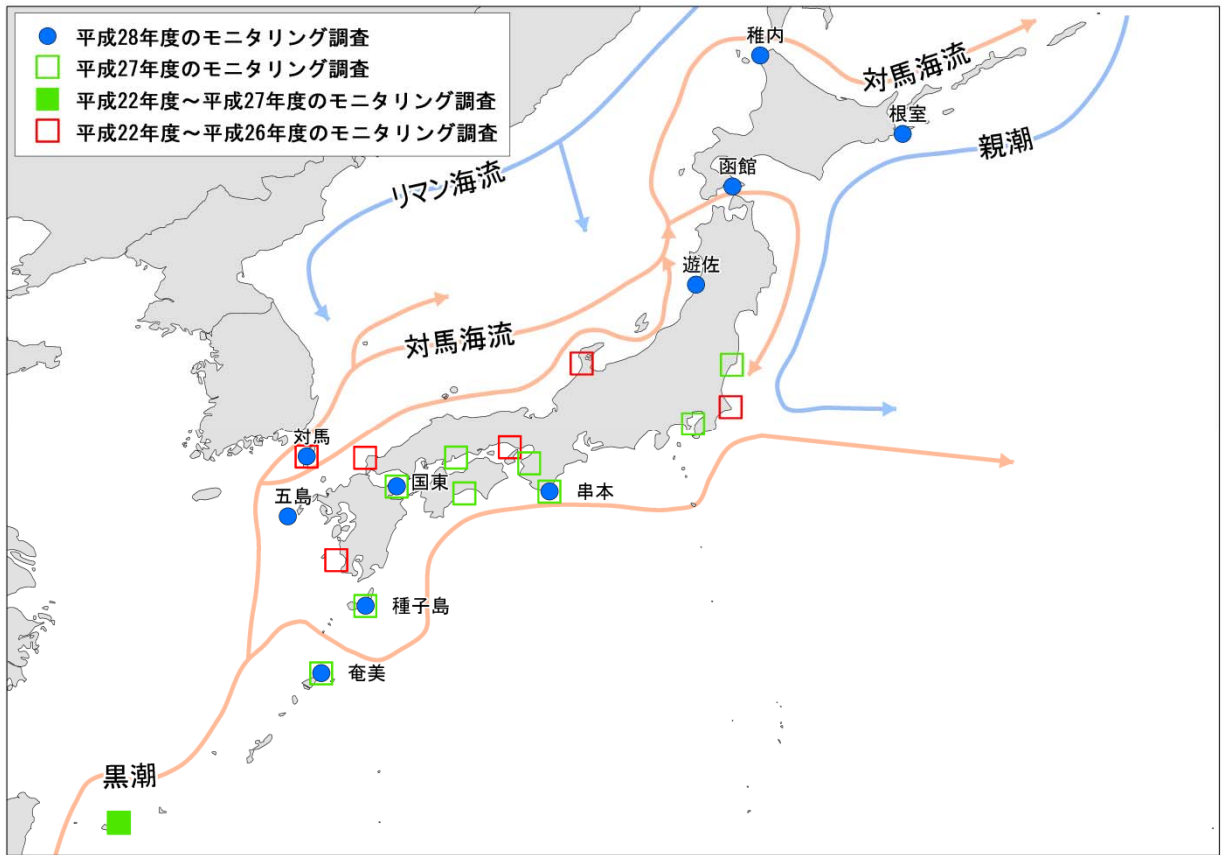 平成28年度のモニタリング調査
平成27年度のモニタリング調査
平成22年度～平成27年度のモニタリング調査
平成22年度～平成26年度のモニタリング調査
稚内
対馬海流
根室
親潮
函館
リマン海流
遊佐
対馬海流
対馬
国東
五島
串本
種子島
奄美
黒潮